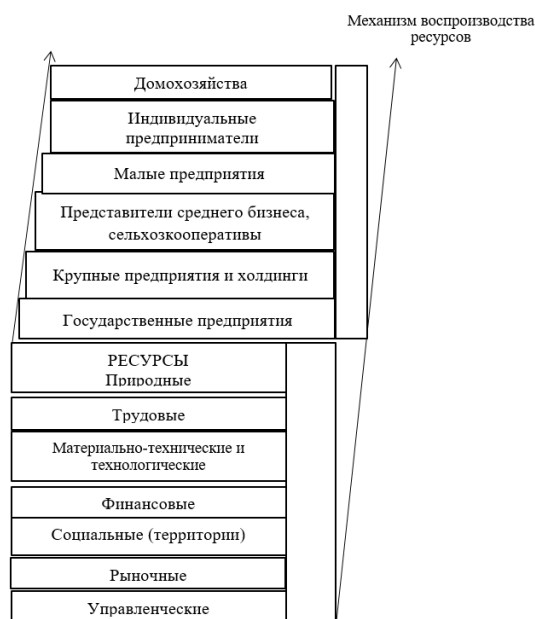 Механизм воспроизводства
ресурсов
Домохозяйства
Индивидуальные
предприниматели
Малые предприятия
Представители среднего бизнеса,
сельхозкооперативы
Крупные предприятия и холдинги
Государственные предприятия
РЕСУРСЫ
Природные
Трудовые
Материально-технические и
технологические
Финансовые
Социальные (территории)
Рыночные
Управленческие